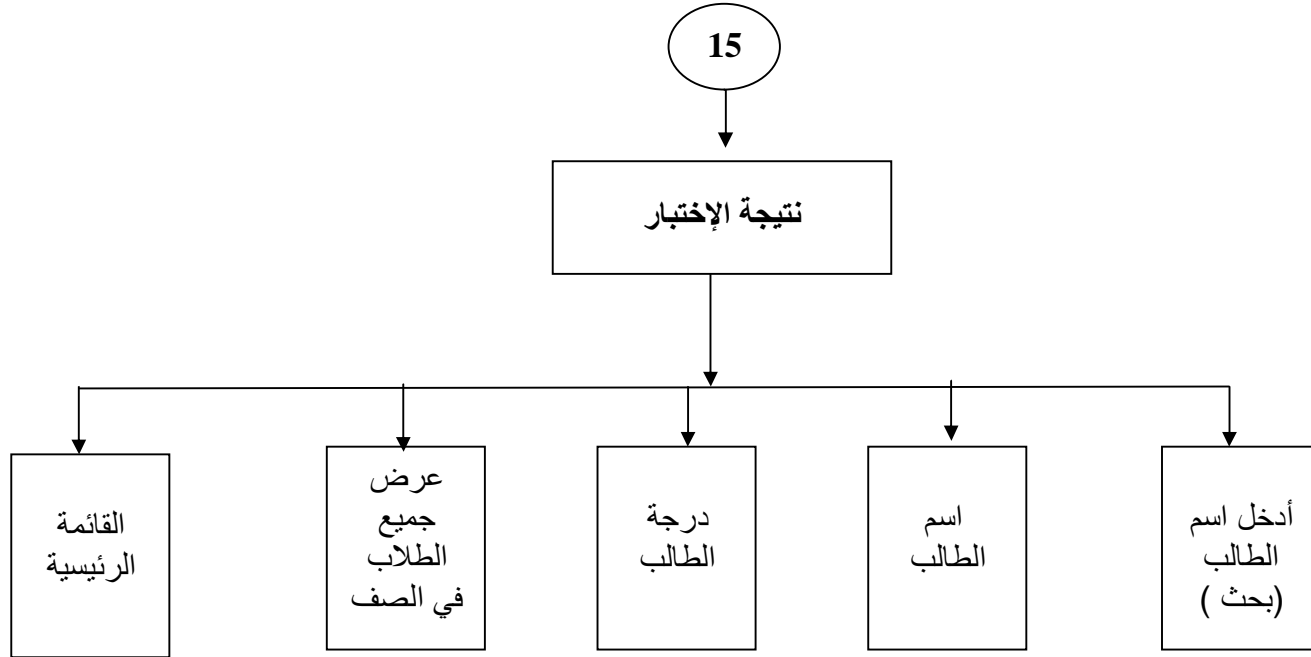 15
نتيجة الإختبار
أدخل اسم
الطالب
(بحث )
اسم
الطالب
درجة
الطالب
عرض
جميع
الطلاب
في الصف
القائمة
الرئيسية